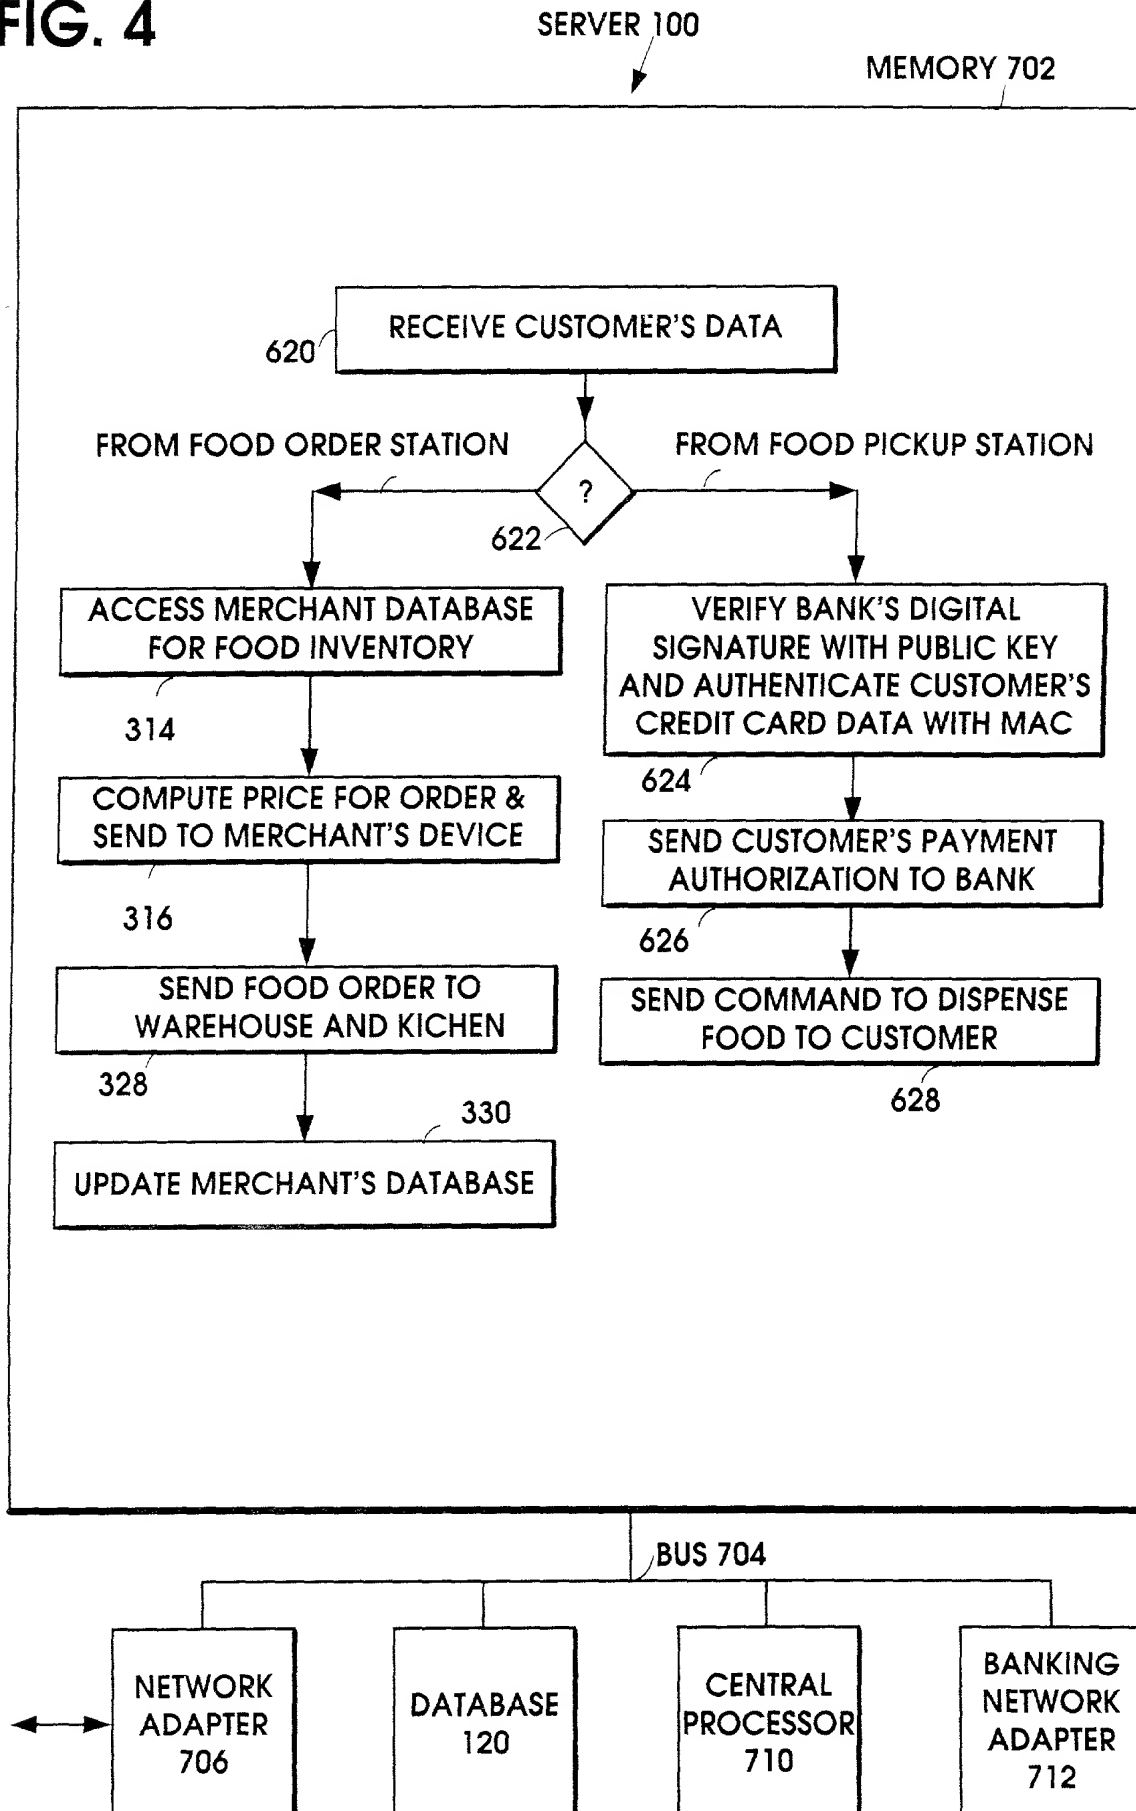 FIG. 4
SERVER 100
MEMORY 702
RECEIVE CUSTOMER'S DATA
620
FROM FOOD ORDER STATION
FROM FOOD PICKUP STATION
?
622
ACCESS MERCHANT DATABASE
FOR FOOD INVENTORY
314
COMPUTE PRICE FOR ORDER &
SEND TO MERCHANT'S DEVICE
316
SEND FOOD ORDER TO
WAREHOUSE AND KICHEN
328
330
UPDATE MERCHANT'S DATABASE
VERIFY BANK'S DIGITAL
SIGNATURE WITH PUBLIC KEY
AND AUTHENTICATE CUSTOMER'S
CREDIT CARD DATA WITH MAC
624
SEND CUSTOMER'S PAYMENT
AUTHORIZATION TO BANK
626
SEND COMMAND TO DISPENSE
FOOD TO CUSTOMER
628
BUS 704
NETWORK
ADAPTER
706
DATABASE
120
CENTRAL
PROCESSOR
710
BANKING
NETWORK
ADAPTER
712